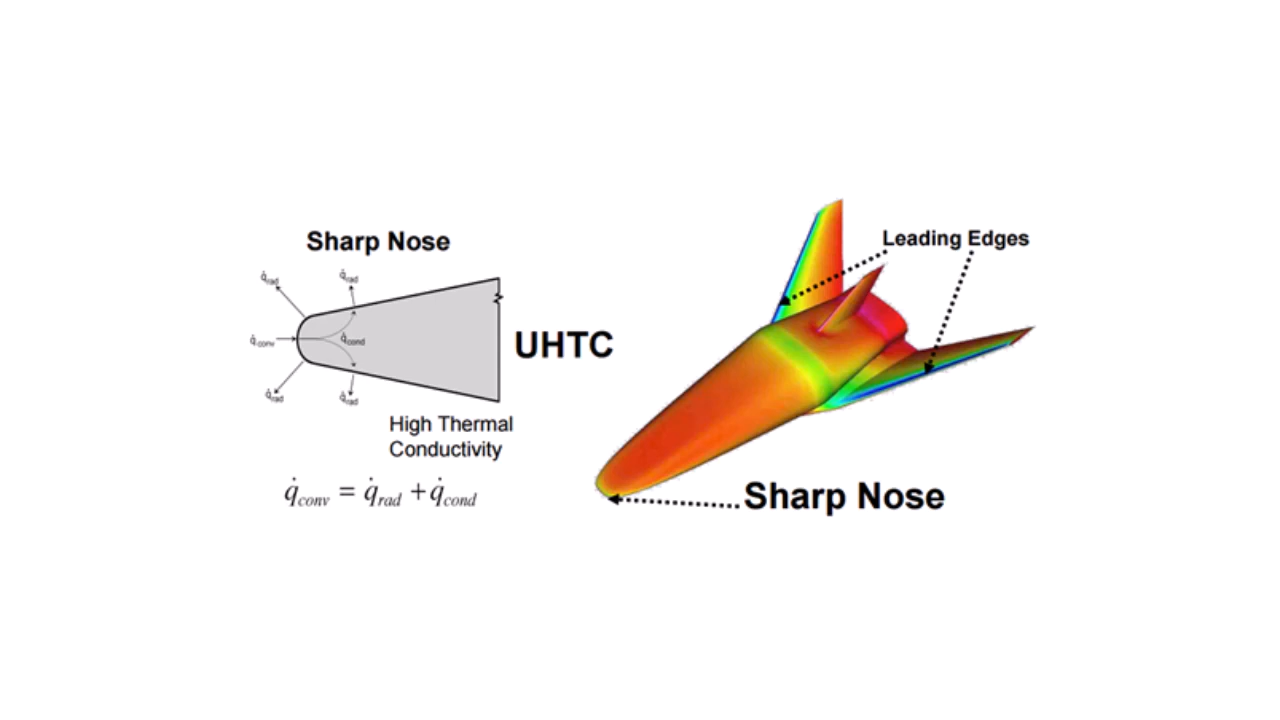 Sharp Nose
q̇rad
q̇rad
q̇conv
q̇cond
q̇rad
q̇rad
UHTC
High Thermal
Conductivity
q̇conv = q̇rad + q̇cond
Leading Edges
Sharp Nose